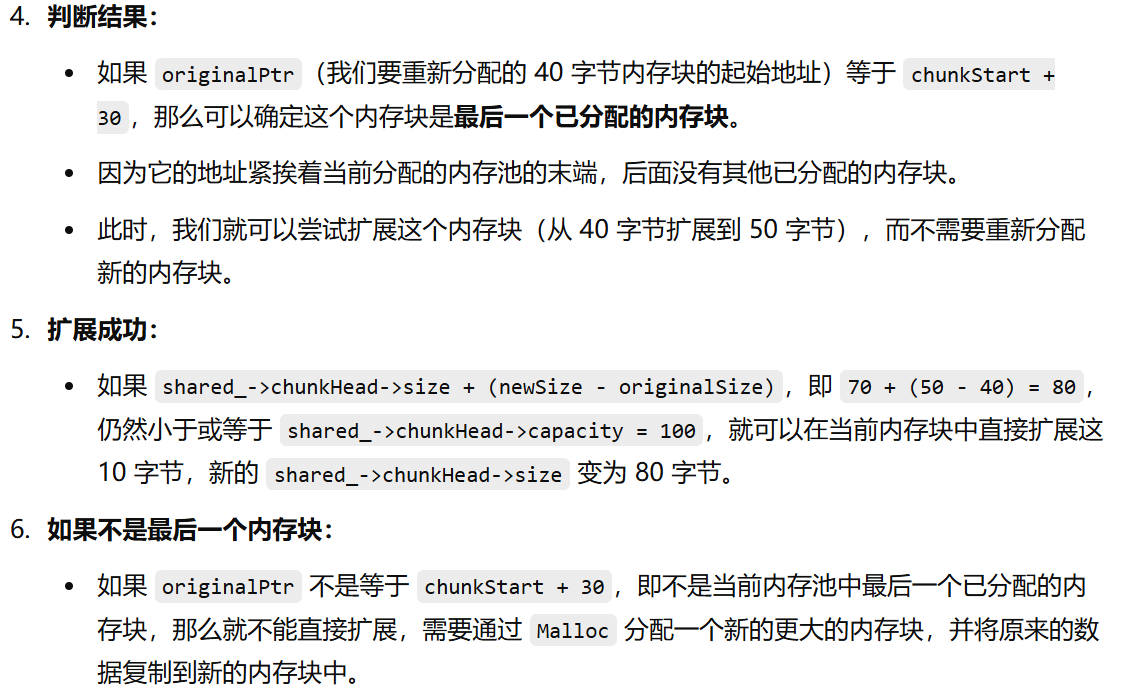 4. 判断结果：
• 如果 originalPtr（我们要重新分配的 40 字节内存块的起始地址）等于 chunkStart +
30，那么可以确定这个内存块是最后一个已分配的内存块。
• 因为它的地址紧挨着当前分配的内存池的末端，后面没有其他已分配的内存块。
• 此时，我们就可以尝试扩展这个内存块（从 40 字节扩展到 50 字节），而不需要重新分配
新的内存块。
5. 扩展成功：
• 如果 shared_->chunkHead->size + (newSize - originalSize)，即 70 + (50 - 40) = 80，
仍然小于或等于 shared_->chunkHead->capacity = 100，就可以在当前内存块中直接扩展这
10 字节，新的 shared_->chunkHead->size 变为 80 字节。
6. 如果不是最后一个内存块：
• 如果 originalPtr 不是等于 chunkStart + 30，即不是当前内存池中最后一个已分配的内
存块，那么就不能直接扩展，需要通过 Malloc 分配一个新的更大的内存块，并将原来的数
据复制到新的内存块中。